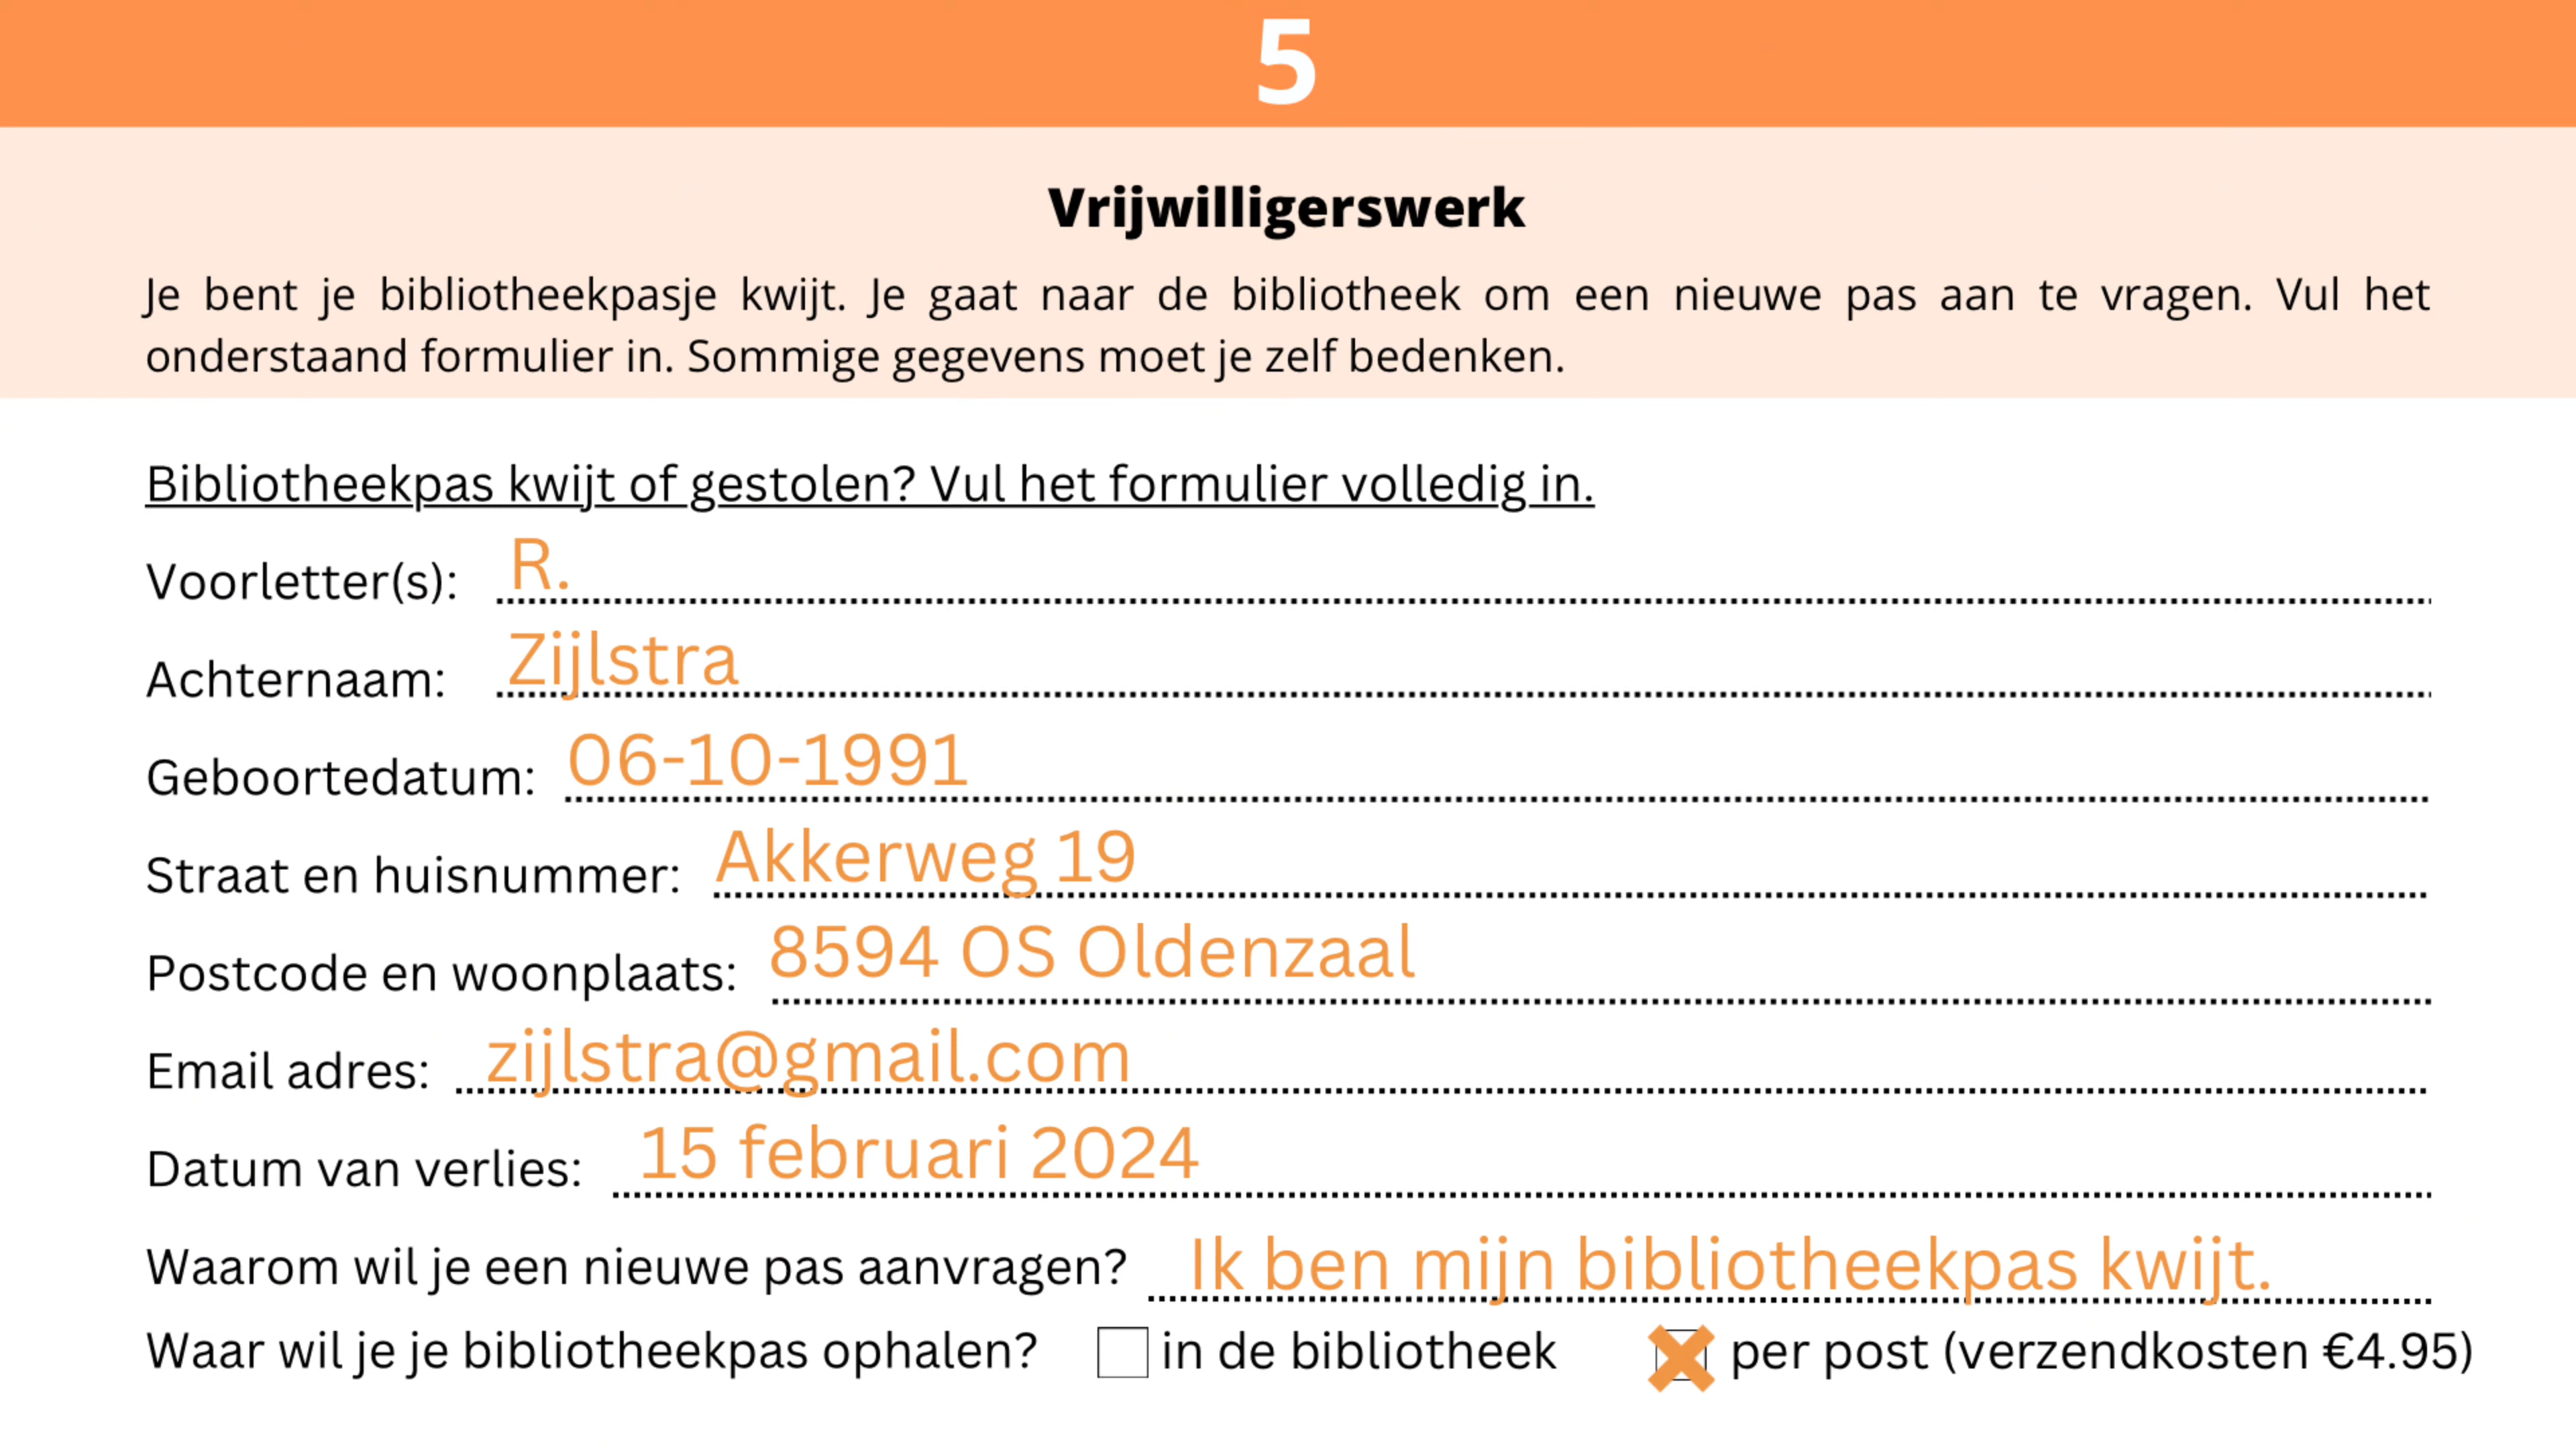 5
Vrijwilligerswerk
Je bent je bibliotheekpasje kwijt. Je gaat naar de bibliotheek om een nieuwe pas aan te vragen. Vul het
onderstaand formulier in. Sommige gegevens moet je zelf bedenken.
Bibliotheekpas kwijt of gestolen? Vul het formulier volledig in.
Voorletter(s): R.
Achternaam: Zijlstra
Geboortedatum: 06-10-1991
Straat en huisnummer: Akkerweg 19
Postcode en woonplaats: 8594 OS Oldenzaal
Email adres: zijlstra@gmail.com
Datum van verlies: 15 februari 2024
Waarom wil je een nieuwe pas aanvragen? Ik ben mijn bibliotheekpas kwijt.
Waar wil je je bibliotheekpas ophalen? in de bibliotheek per post (verzendkosten €4.95)